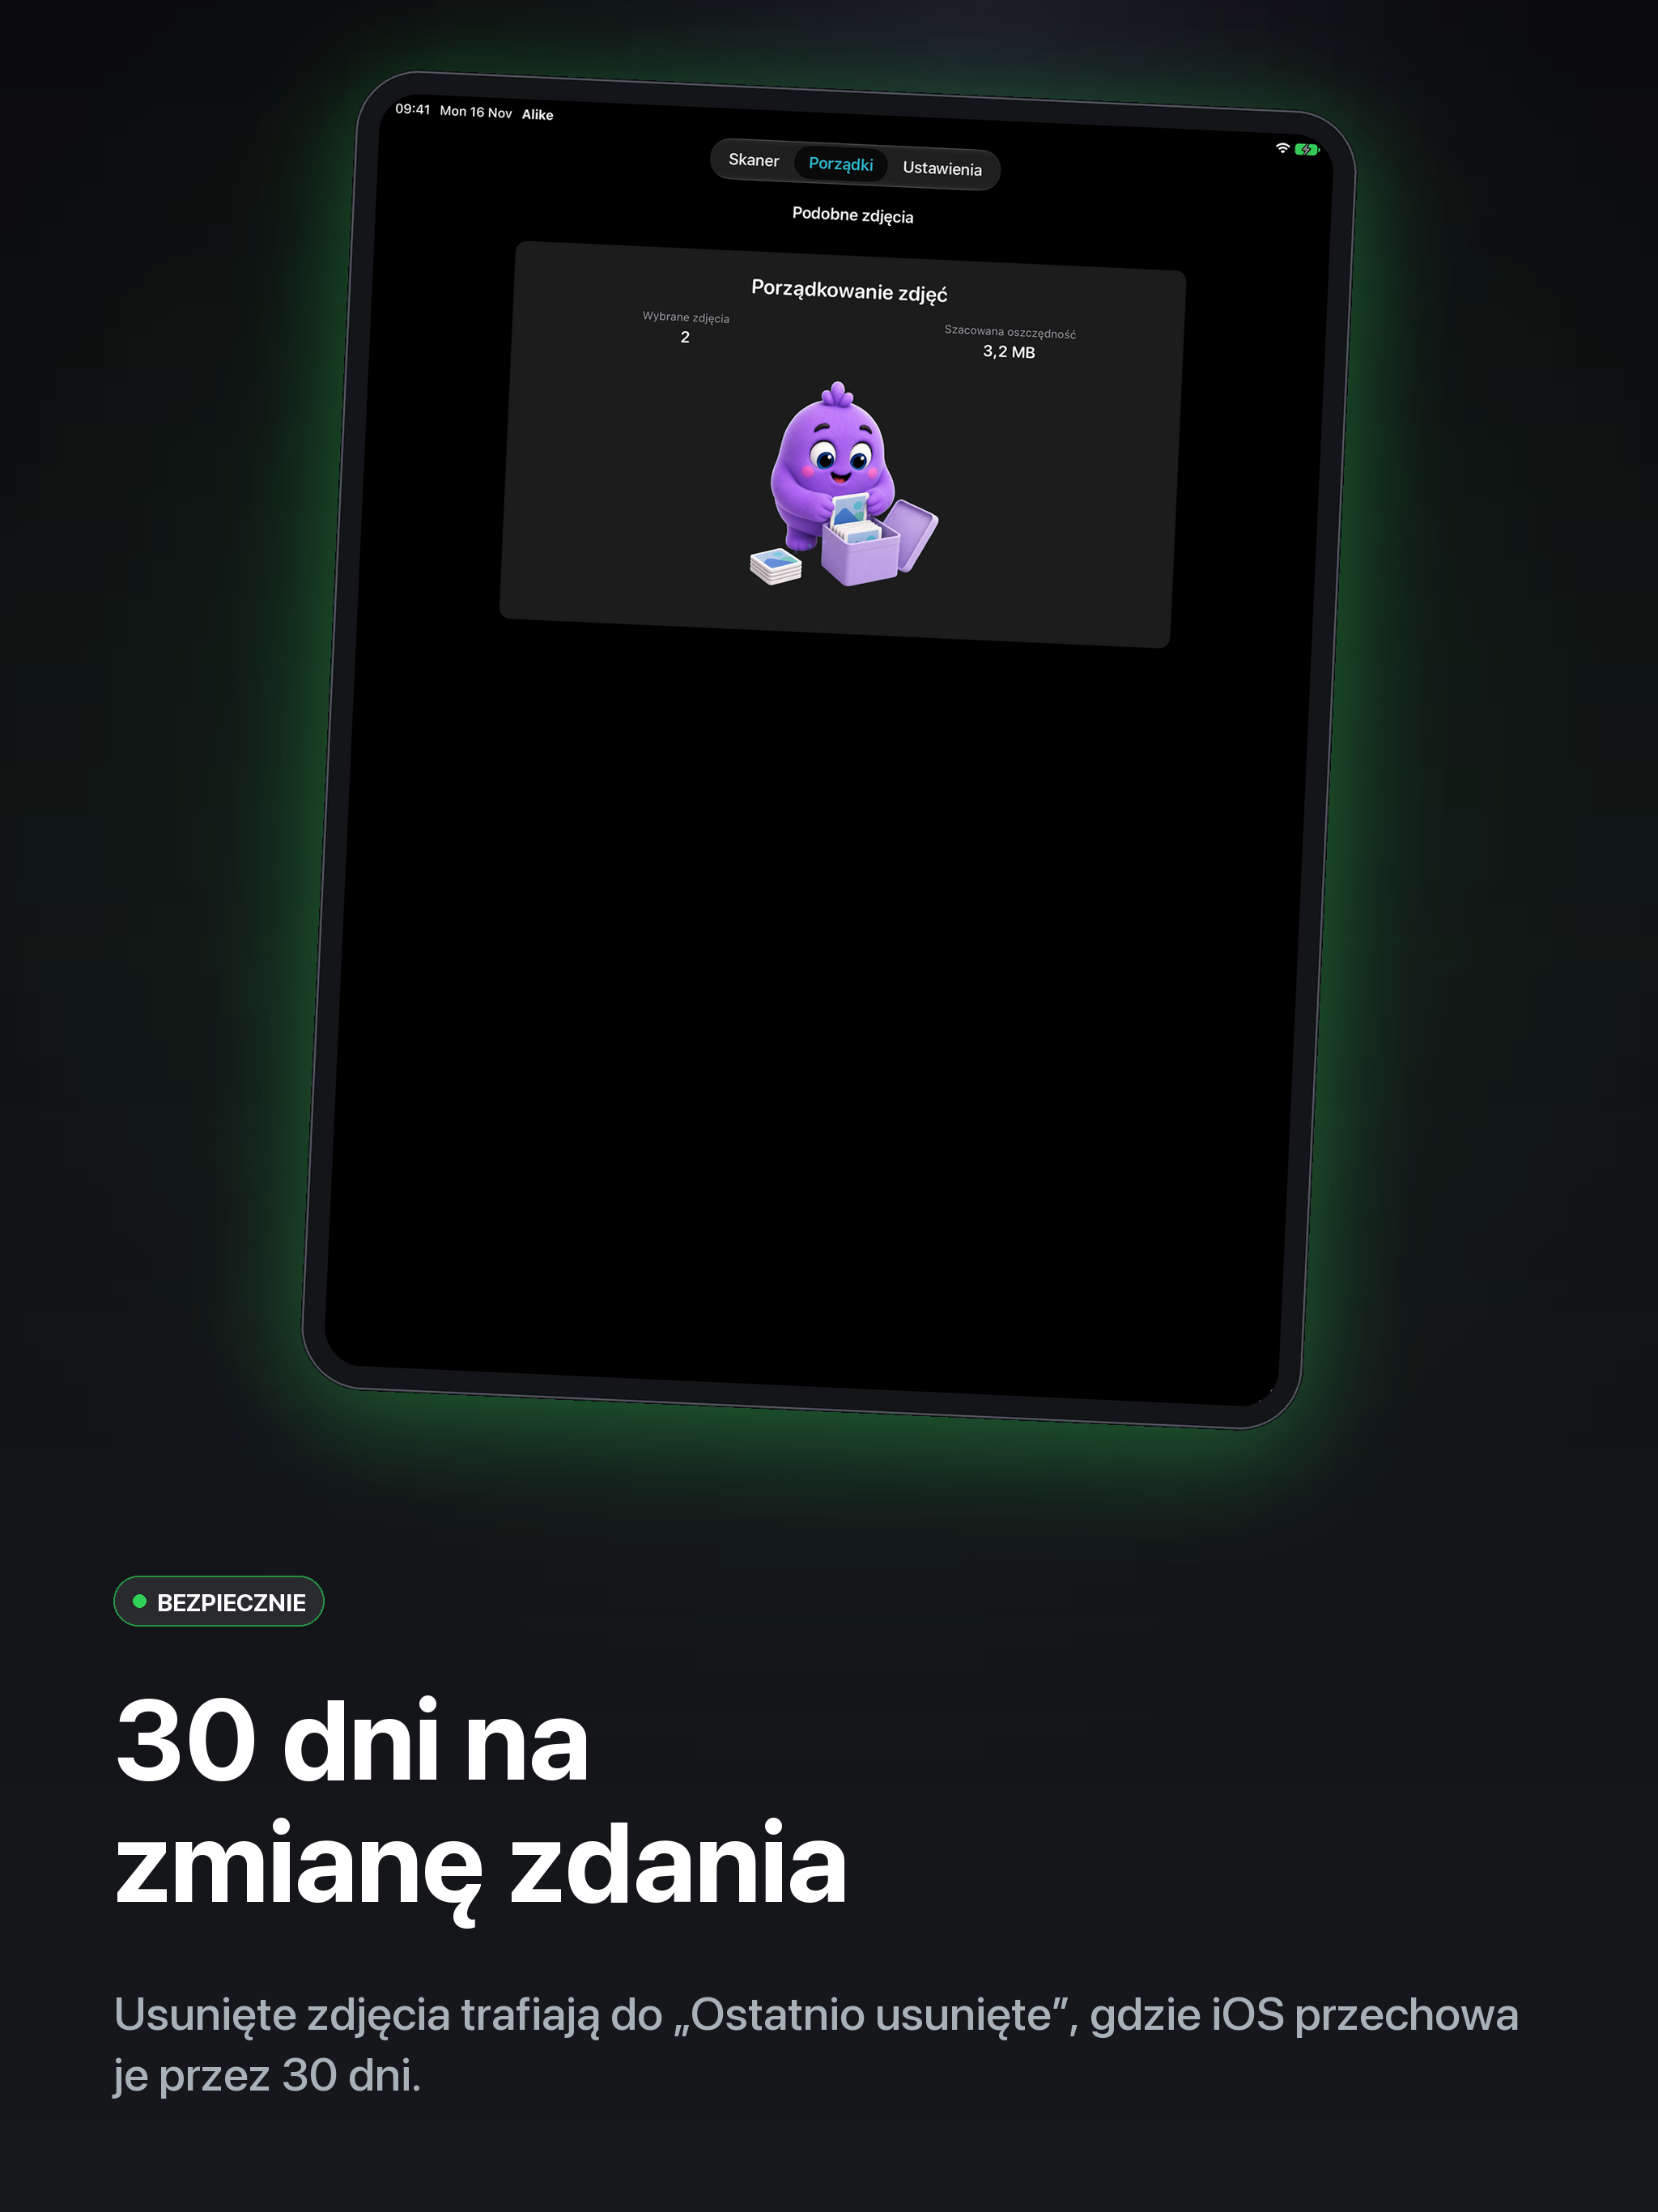 09:41 Mon 16 Nov Alike
Skaner Porządki Ustawienia
Podobne zdjęcia
Porządkowanie zdjęć
Wybrane zdjęcia
2
Szacowana oszczędność
3,2 MB
BEZPIECZNIE
30 dni na
zmianę zdania
Usunięte zdjęcia trafiają do „Ostatnio usunięte”, gdzie iOS przechowa
je przez 30 dni.